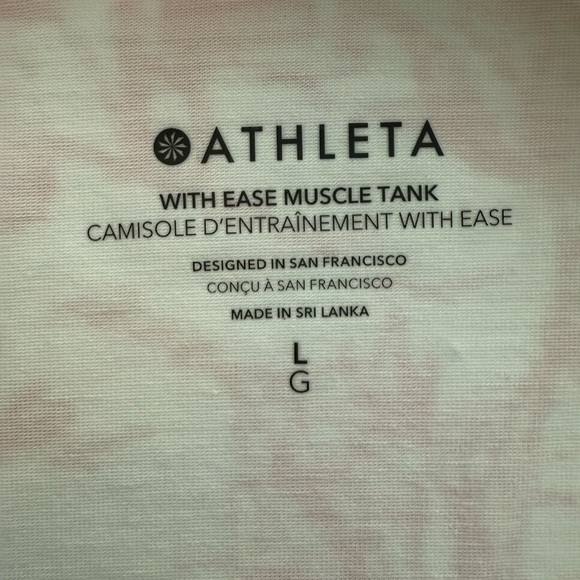 ATHLETA
WITH EASE MUSCLE TANK
CAMISOLE D'ENTRAÎNEMENT WITH EASE
DESIGNED IN SAN FRANCISCO
CONÇU À SAN FRANCISCO
MADE IN SRI LANKA
L
G